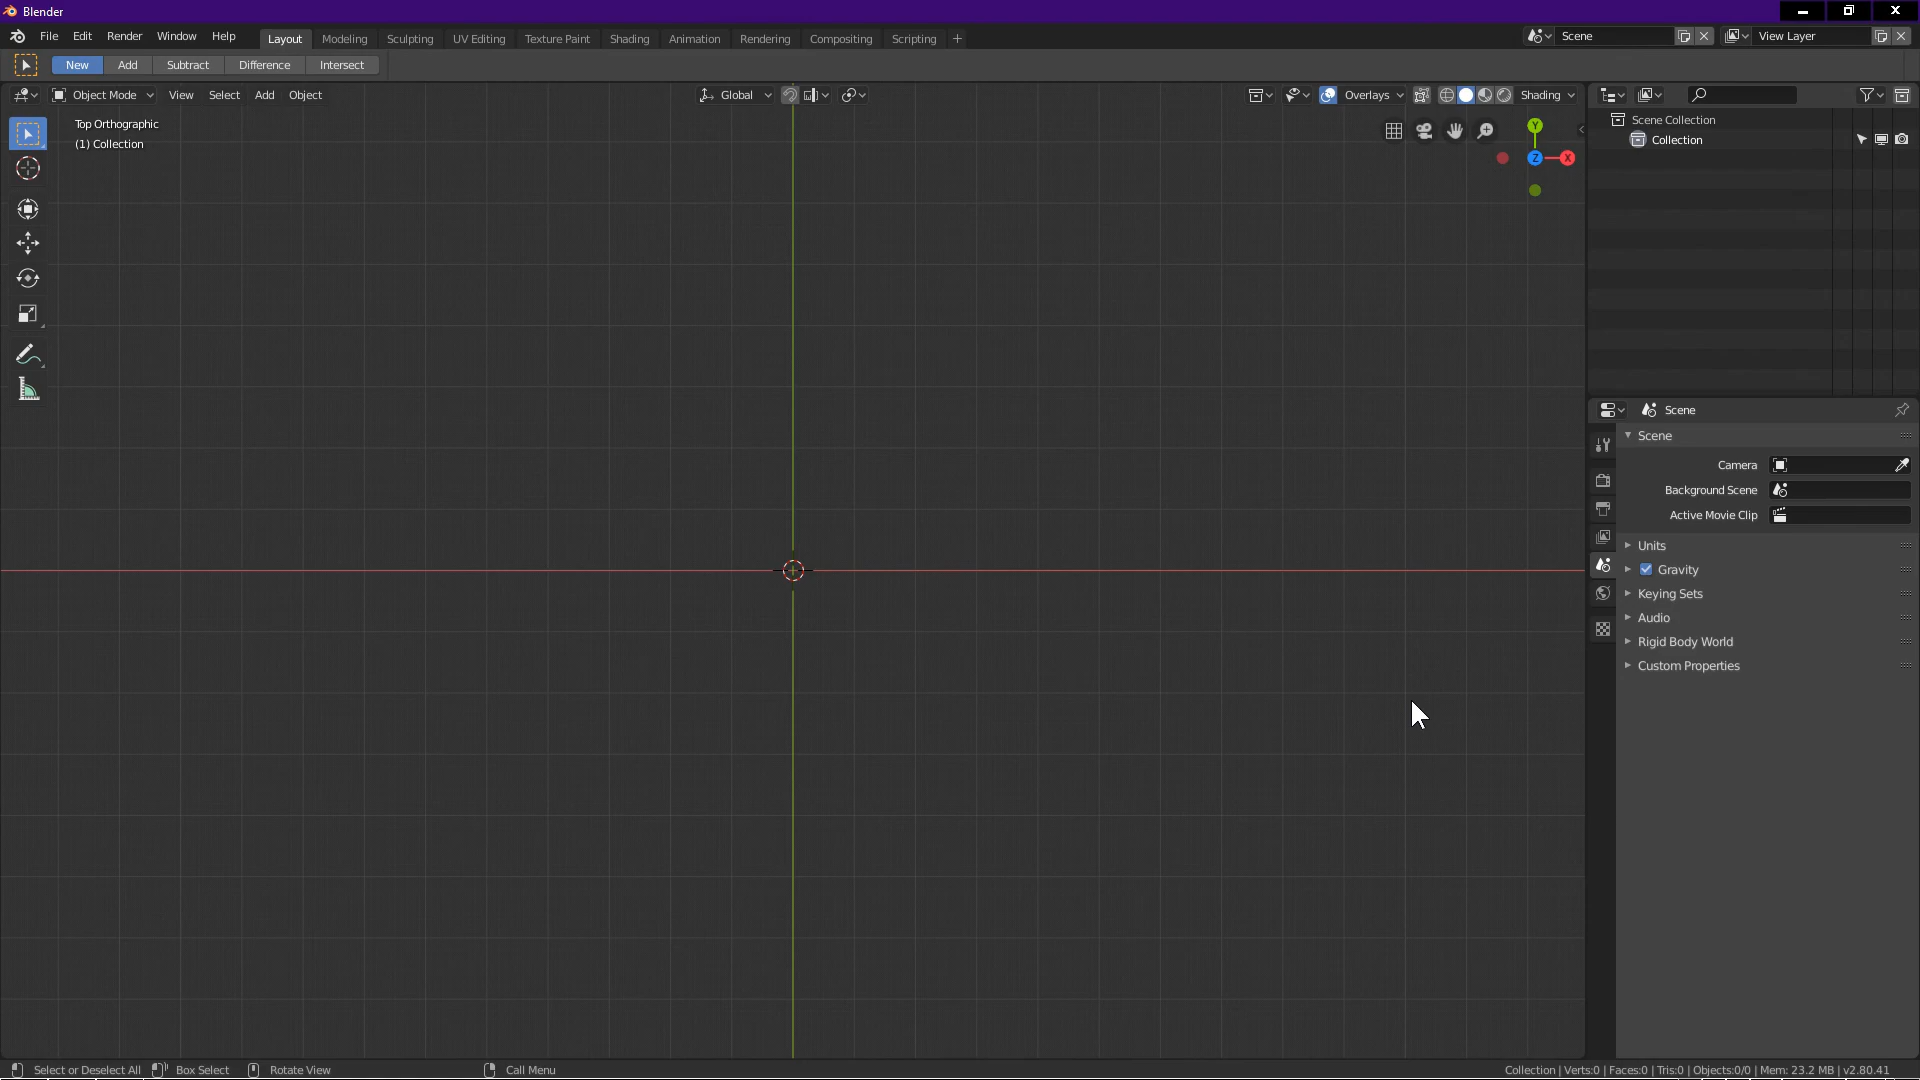 Blender
File Edit Render Window Help Layout Modeling Sculpting UV Editing Texture Paint Shading Animation Rendering Compositing Scripting + Scene View Layer
New Add Subtract Difference Intersect
Object Mode View Select Add Object Global Overlays Shading
Top Orthographic
(1) Collection
Y
Z X
Scene Collection
Collection
Scene
Scene
Camera
Background Scene
Active Movie Clip
Units
Gravity
Keying Sets
Audio
Rigid Body World
Custom Properties
Select or Deselect All Box Select Rotate View Call Menu Collection | Verts:0 | Faces:0 | Tris:0 | Objects:0/0 | Mem: 23.2 MB | v2.80.41